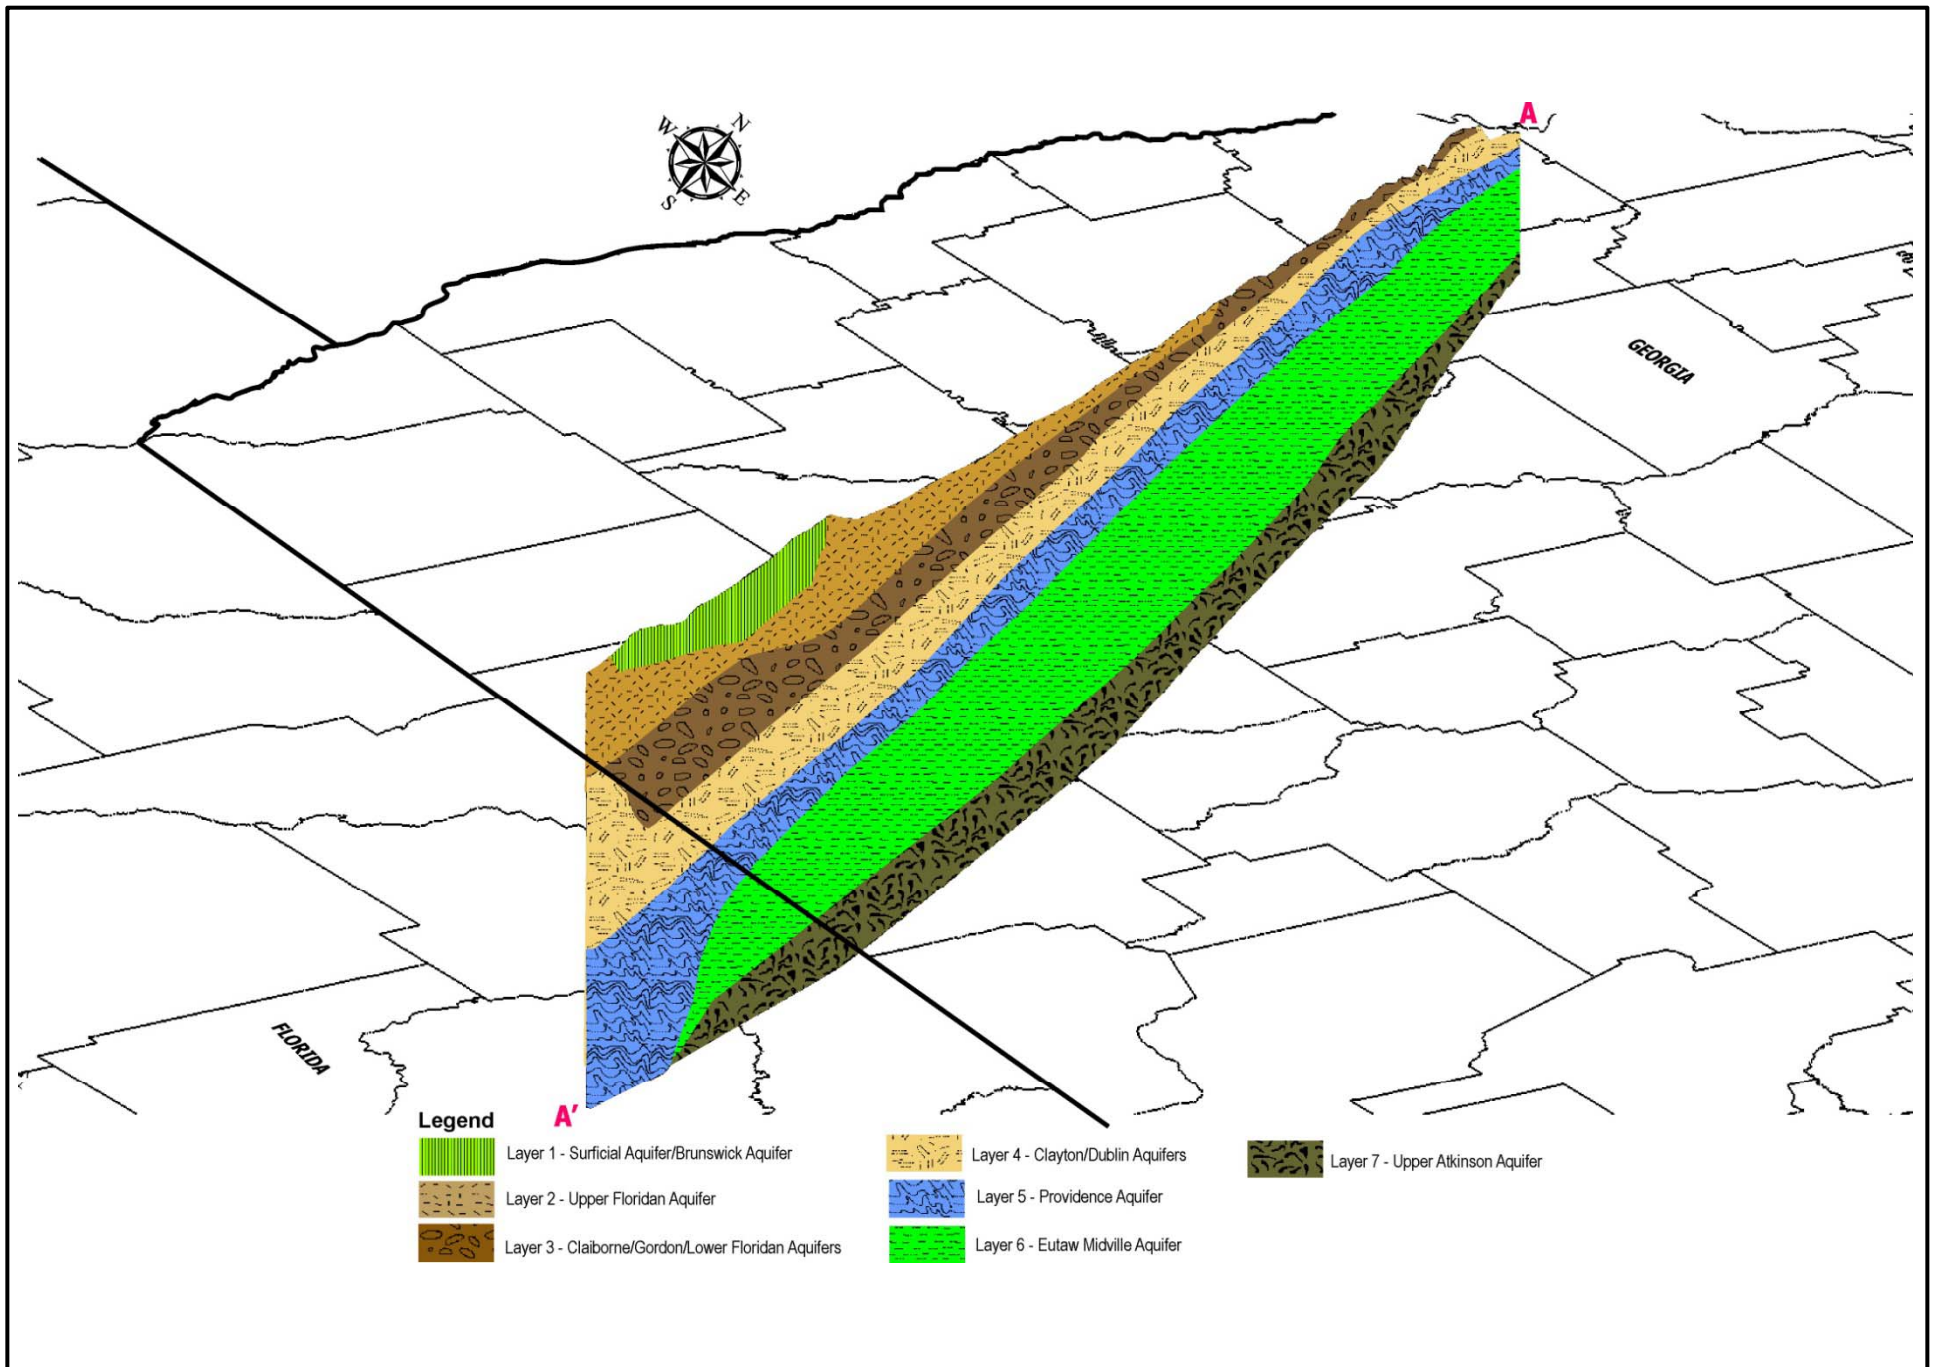 A
N
W
E
S
GEORGIA
FLORIDA
A'
Legend
Layer 1 - Surficial Aquifer/Brunswick Aquifer
Layer 2 - Upper Floridan Aquifer
Layer 3 - Claiborne/Gordon/Lower Floridan Aquifers
Layer 4 - Clayton/Dublin Aquifers
Layer 5 - Providence Aquifer
Layer 6 - Eutaw Midville Aquifer
Layer 7 - Upper Atkinson Aquifer